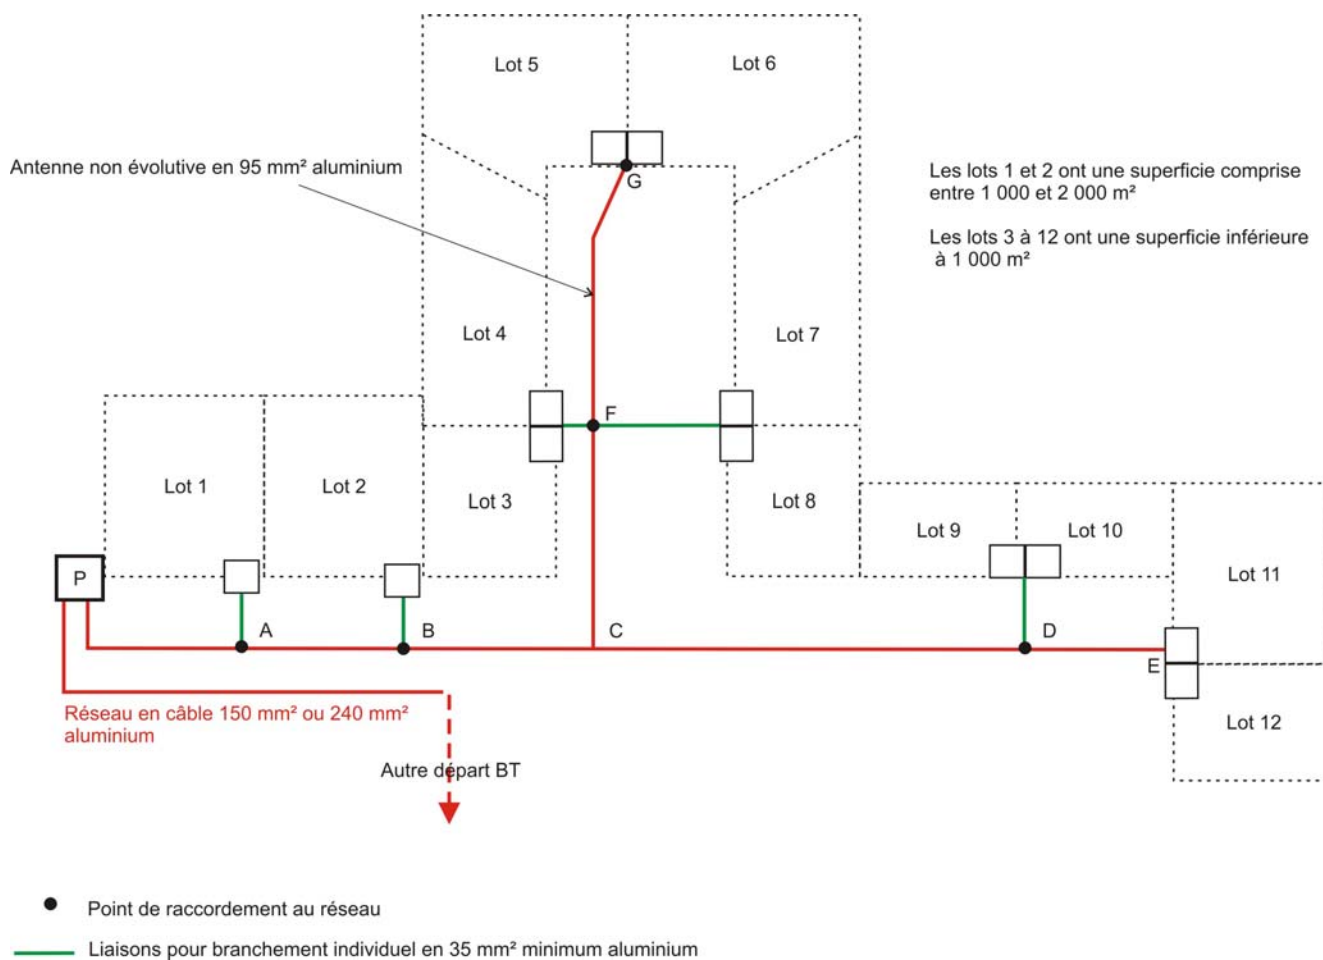 Lot 5
Lot 6
Antenne non évolutive en 95 mm² aluminium
G
Les lots 1 et 2 ont une superficie comprise
entre 1 000 et 2 000 m²
Les lots 3 à 12 ont une superficie inférieure
à 1 000 m²
Lot 4
Lot 7
F
Lot 1
Lot 2
Lot 3
Lot 8
Lot 9
Lot 10
Lot 11
P
A
B
C
D
E
Réseau en câble 150 mm² ou 240 mm²
aluminium
Lot 12
Autre départ BT
Point de raccordement au réseau
Liaisons pour branchement individuel en 35 mm² minimum aluminium